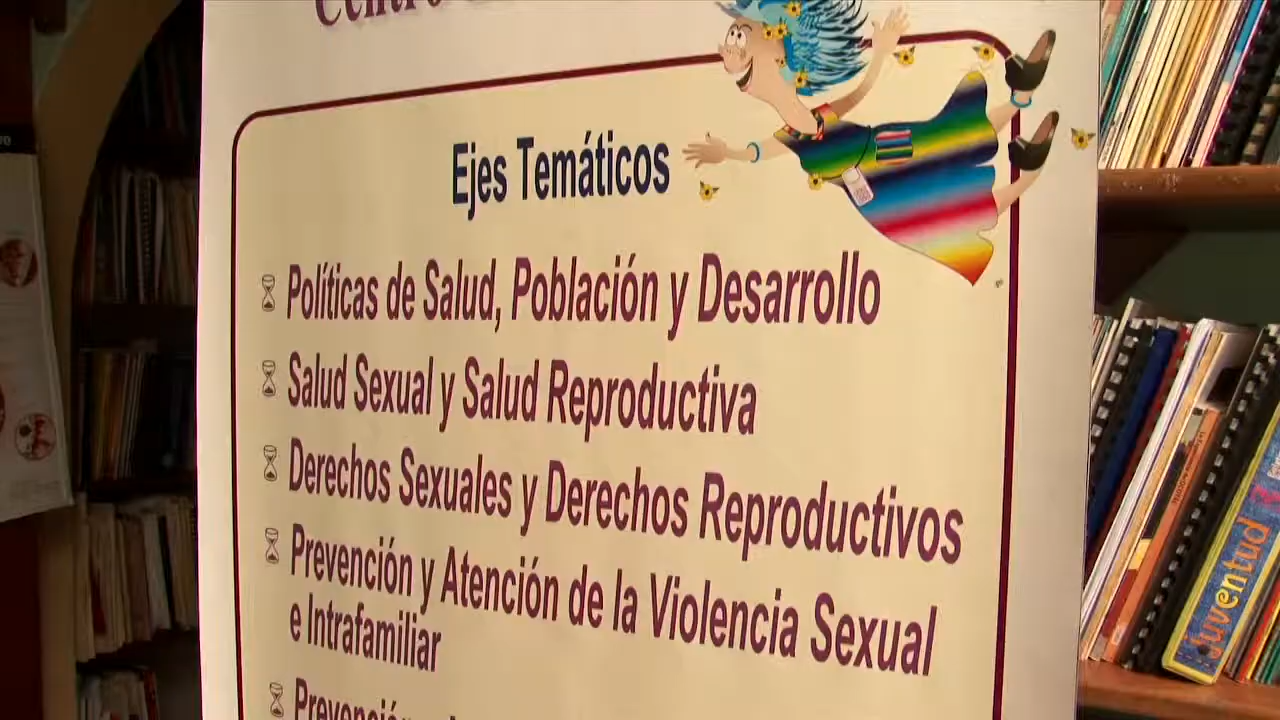 Centro
Ejes Temáticos
Políticas de Salud, Población y Desarrollo
Salud Sexual y Salud Reproductiva
Derechos Sexuales y Derechos Reproductivos
Prevención y Atención de la Violencia Sexual
e Intrafamiliar
Prevención
juventud